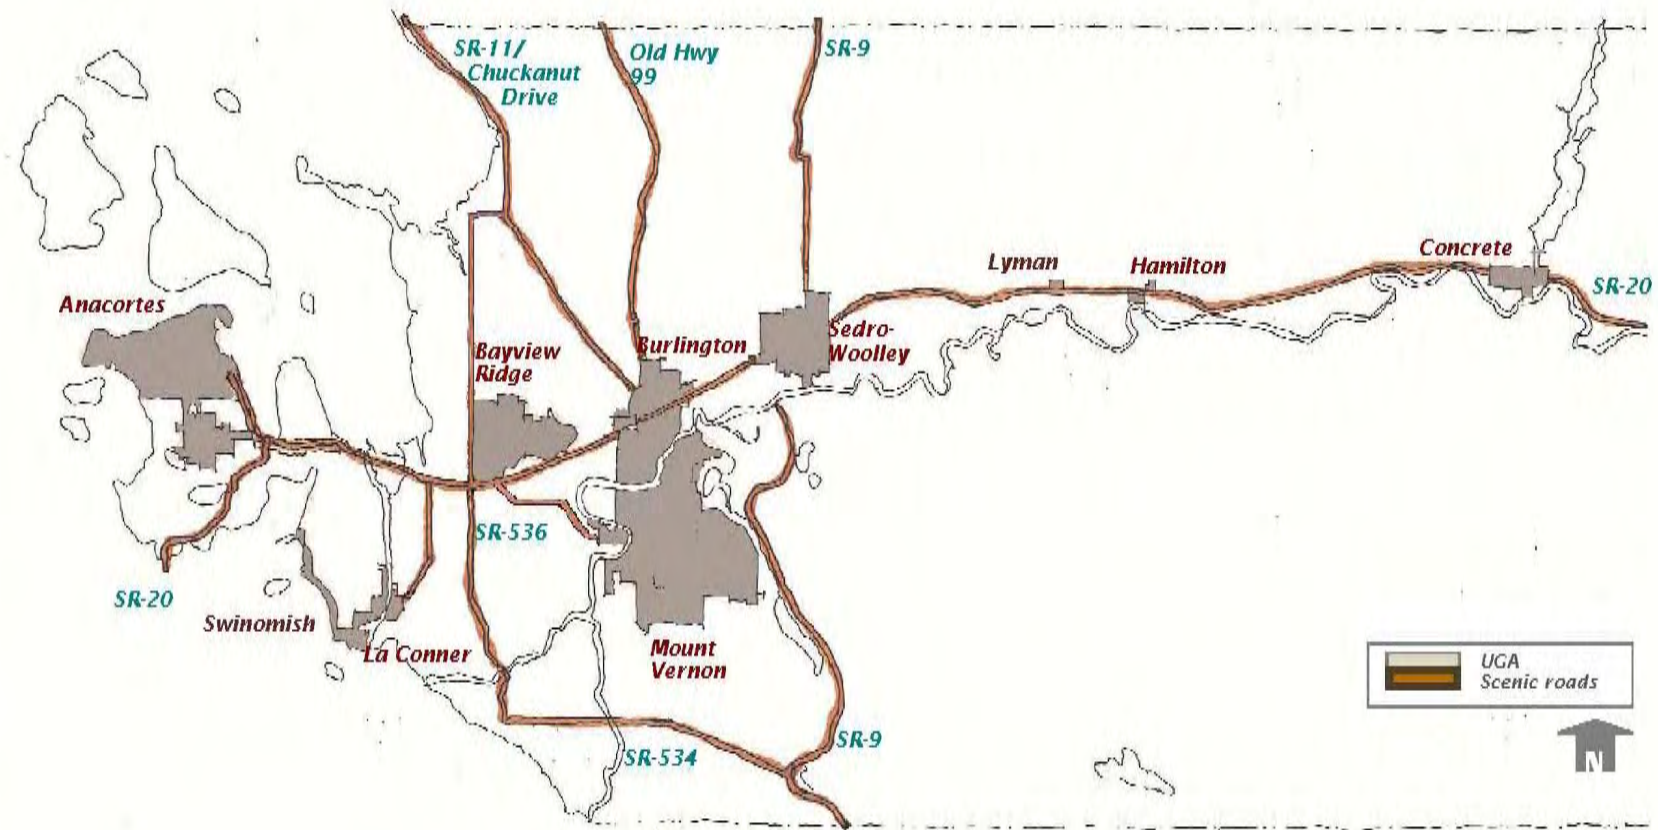 SR-11/
Chuckanut
Drive
Old Hwy
99
SR-9
Concrete
Lyman
Hamilton
SR-20
Anacortes
Sedro-
Woolley
Burlington
Bayview
Ridge
SR-536
SR-20
Swinomish
La Conner
Mount
Vernon
UGA
Scenic roads
SR-9
SR-534
N